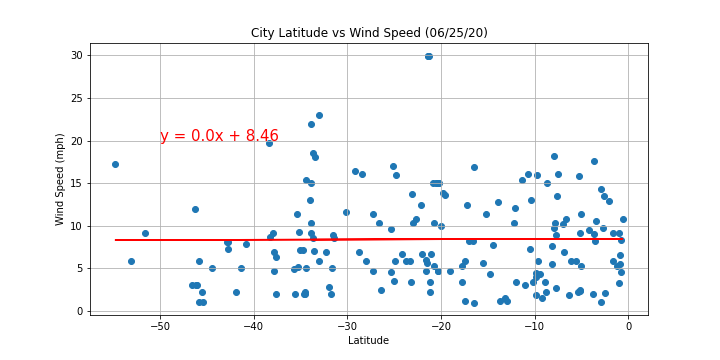 City Latitude vs Wind Speed (06/25/20)
30
25
y = 0.0x + 8.46
20
15
10
5
0
Wind Speed (mph)
−50 −40 −30 −20 −10 0
Latitude